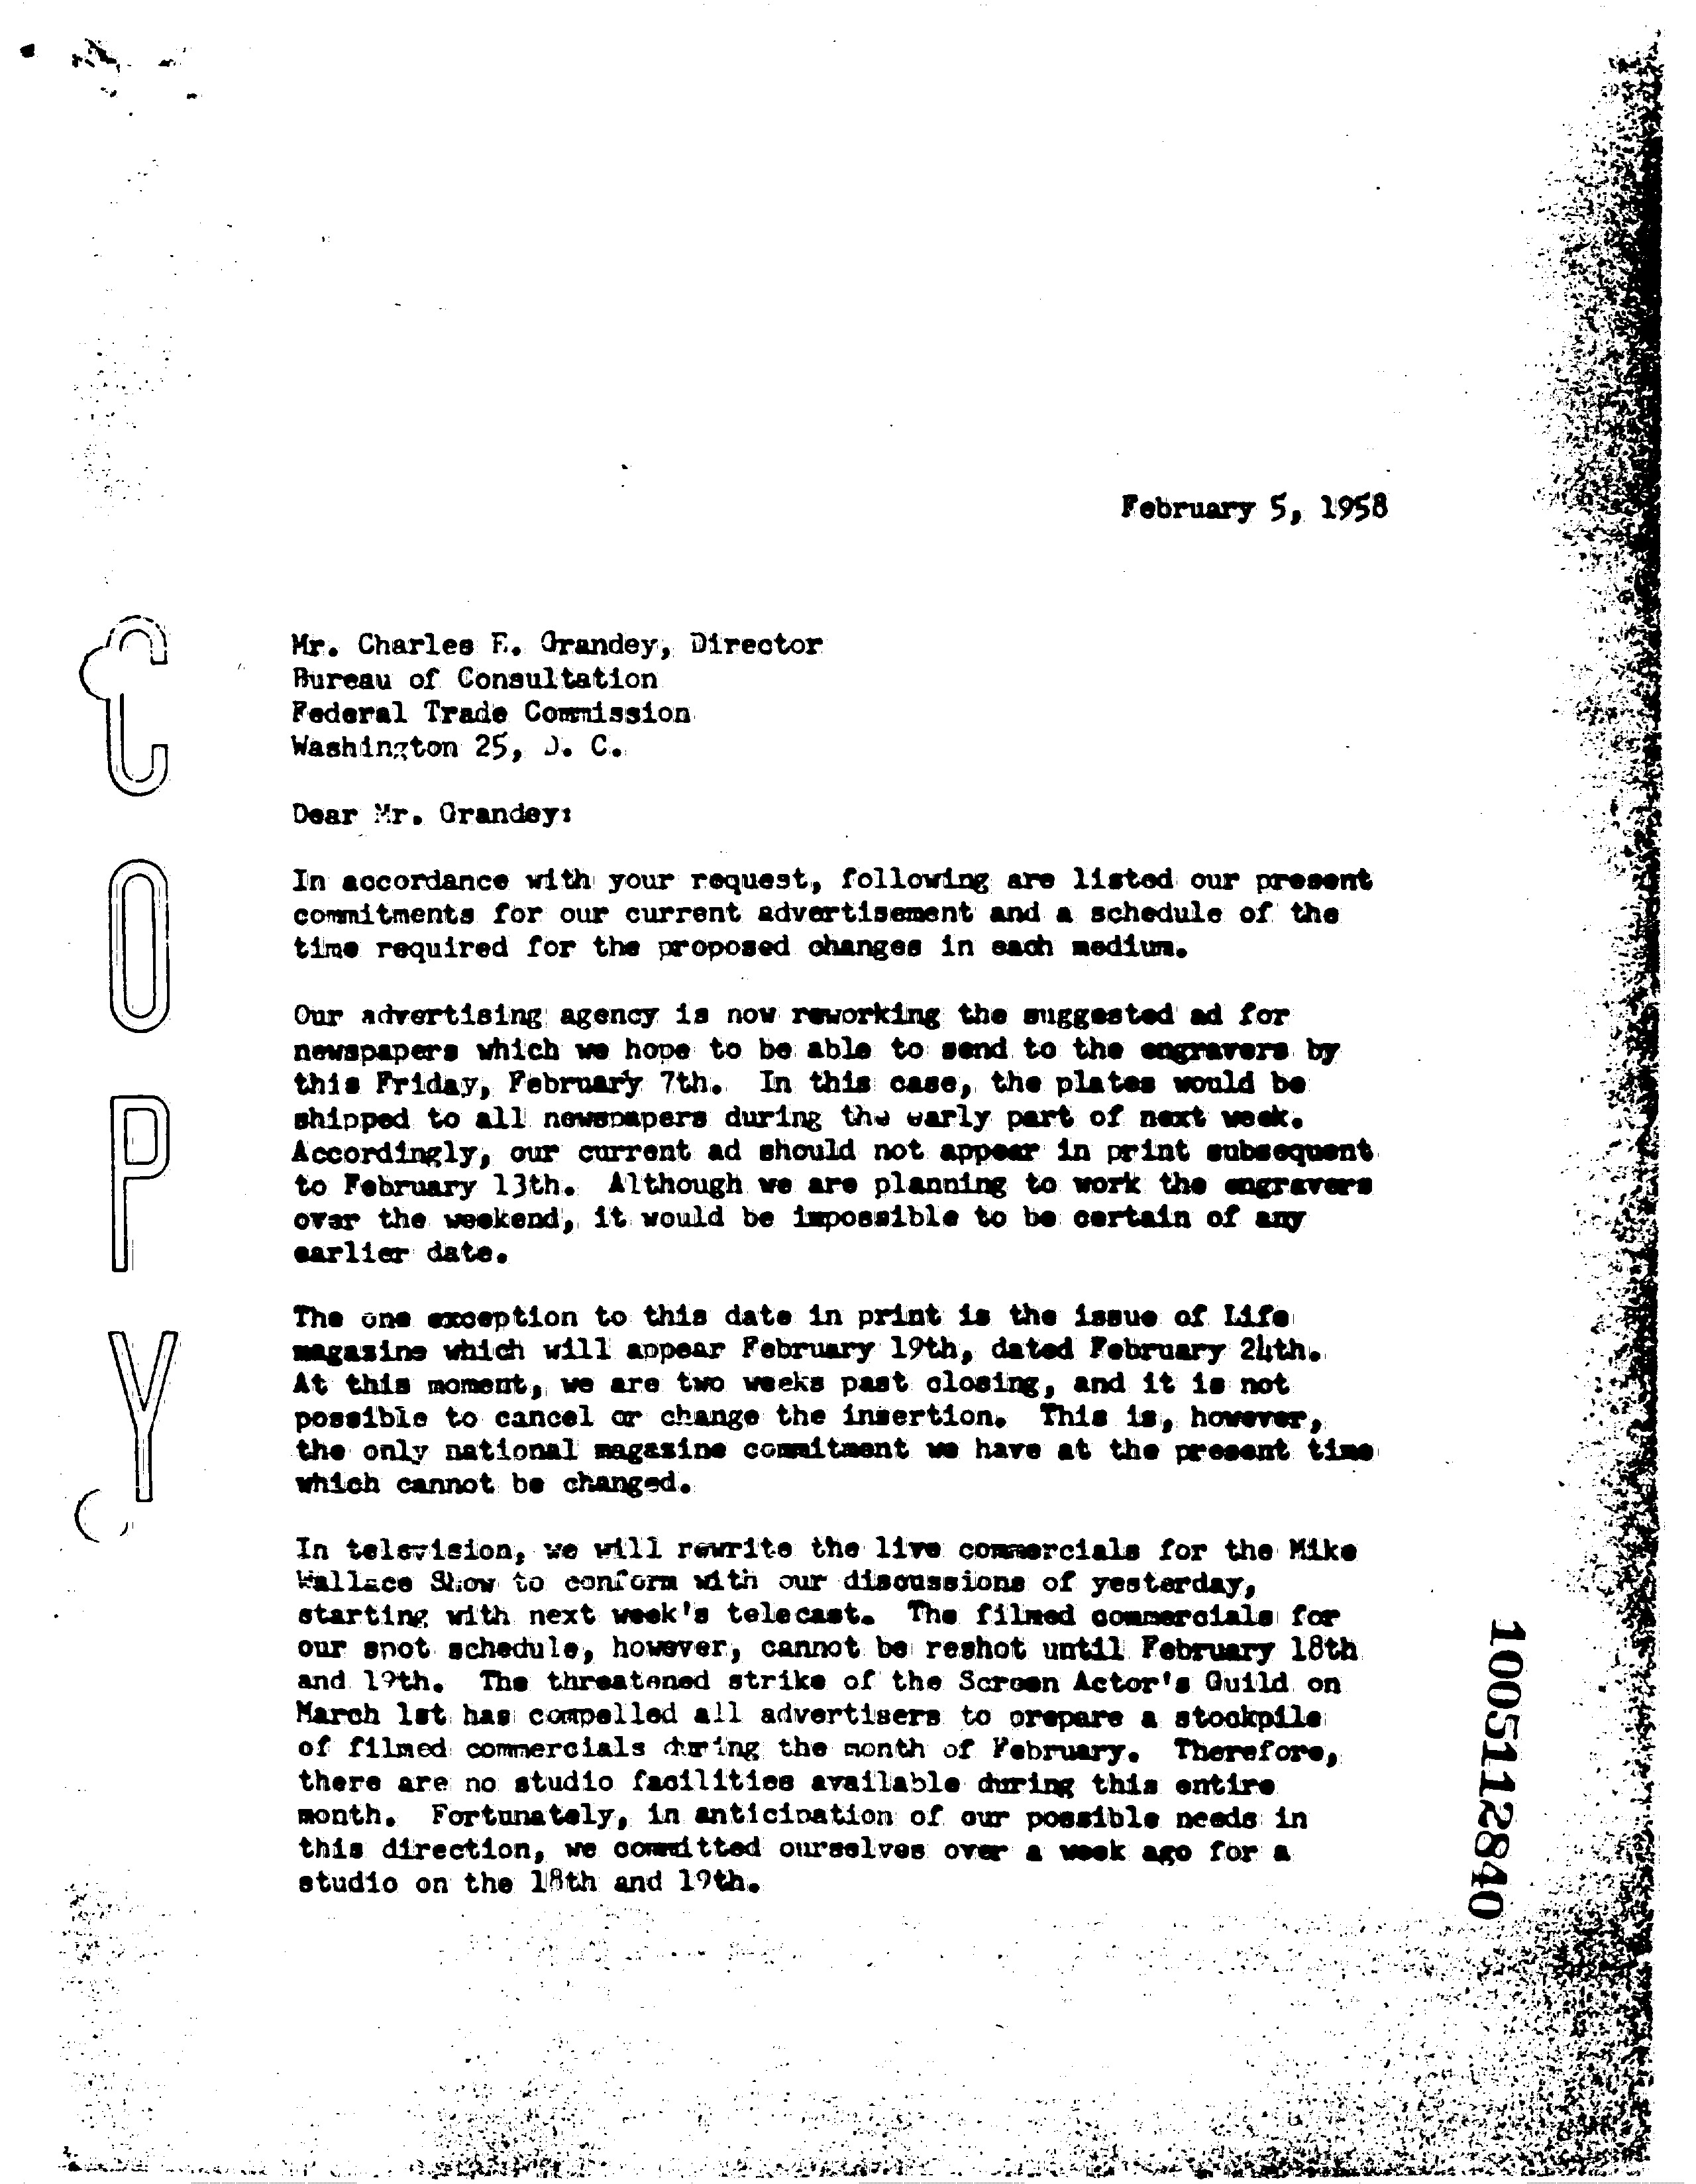 February 5, 1958
COPY
Mr. Charles E. Grandey, Director
Bureau of Consultation
Federal Trade Commission
Washington 25, D. C.
Dear Mr. Grandey:
In accordance with your request, following are listed our present
commitments for our current advertisement and a schedule of the
time required for the proposed changes in each medium.
Our advertising agency is now reworking the suggested ad for
newspapers which we hope to be able to send to the engravers by
this Friday, February 7th. In this case, the plates would be
shipped to all newspapers during the early part of next week.
Accordingly, our current ad should not appear in print subsequent
to February 13th. Although we are planning to work the engravers
over the weekend, it would be impossible to be certain of any
earlier date.
The one exception to this date in print is the issue of Life
magazine which will appear February 19th, dated February 24th.
At this moment, we are two weeks past closing, and it is not
possible to cancel or change the insertion. This is, however,
the only national magazine commitment we have at the present time
which cannot be changed.
In television, we will rewrite the live commercials for the Mike
Wallace Show to conform with our discussions of yesterday,
starting with next week's telecast. The filmed commercials for
our spot schedule, however, cannot be reshot until February 18th
and 19th. The threatened strike of the Screen Actor's Guild on
March 1st has compelled all advertisers to prepare a stockpile
of filmed commercials during the month of February. Therefore,
there are no studio facilities available during this entire
month. Fortunately, in anticipation of our possible needs in
this direction, we committed ourselves over a week ago for a
studio on the 18th and 19th.
1005112840